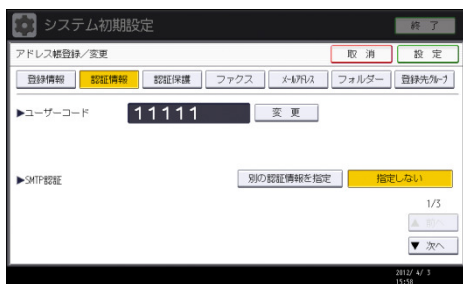 システム初期設定
終 了
アドレス帳登録／変更
取 消
設 定
登録情報
認証情報
認証保護
ファクス
メールアドレス
フォルダー
登録先グループ
▶ユーザーコード
11111
変 更
▶SMTP認証
別の認証情報を指定
指定しない
1/3
▲ 前へ
▼ 次へ
2012/ 4/ 3
15:58